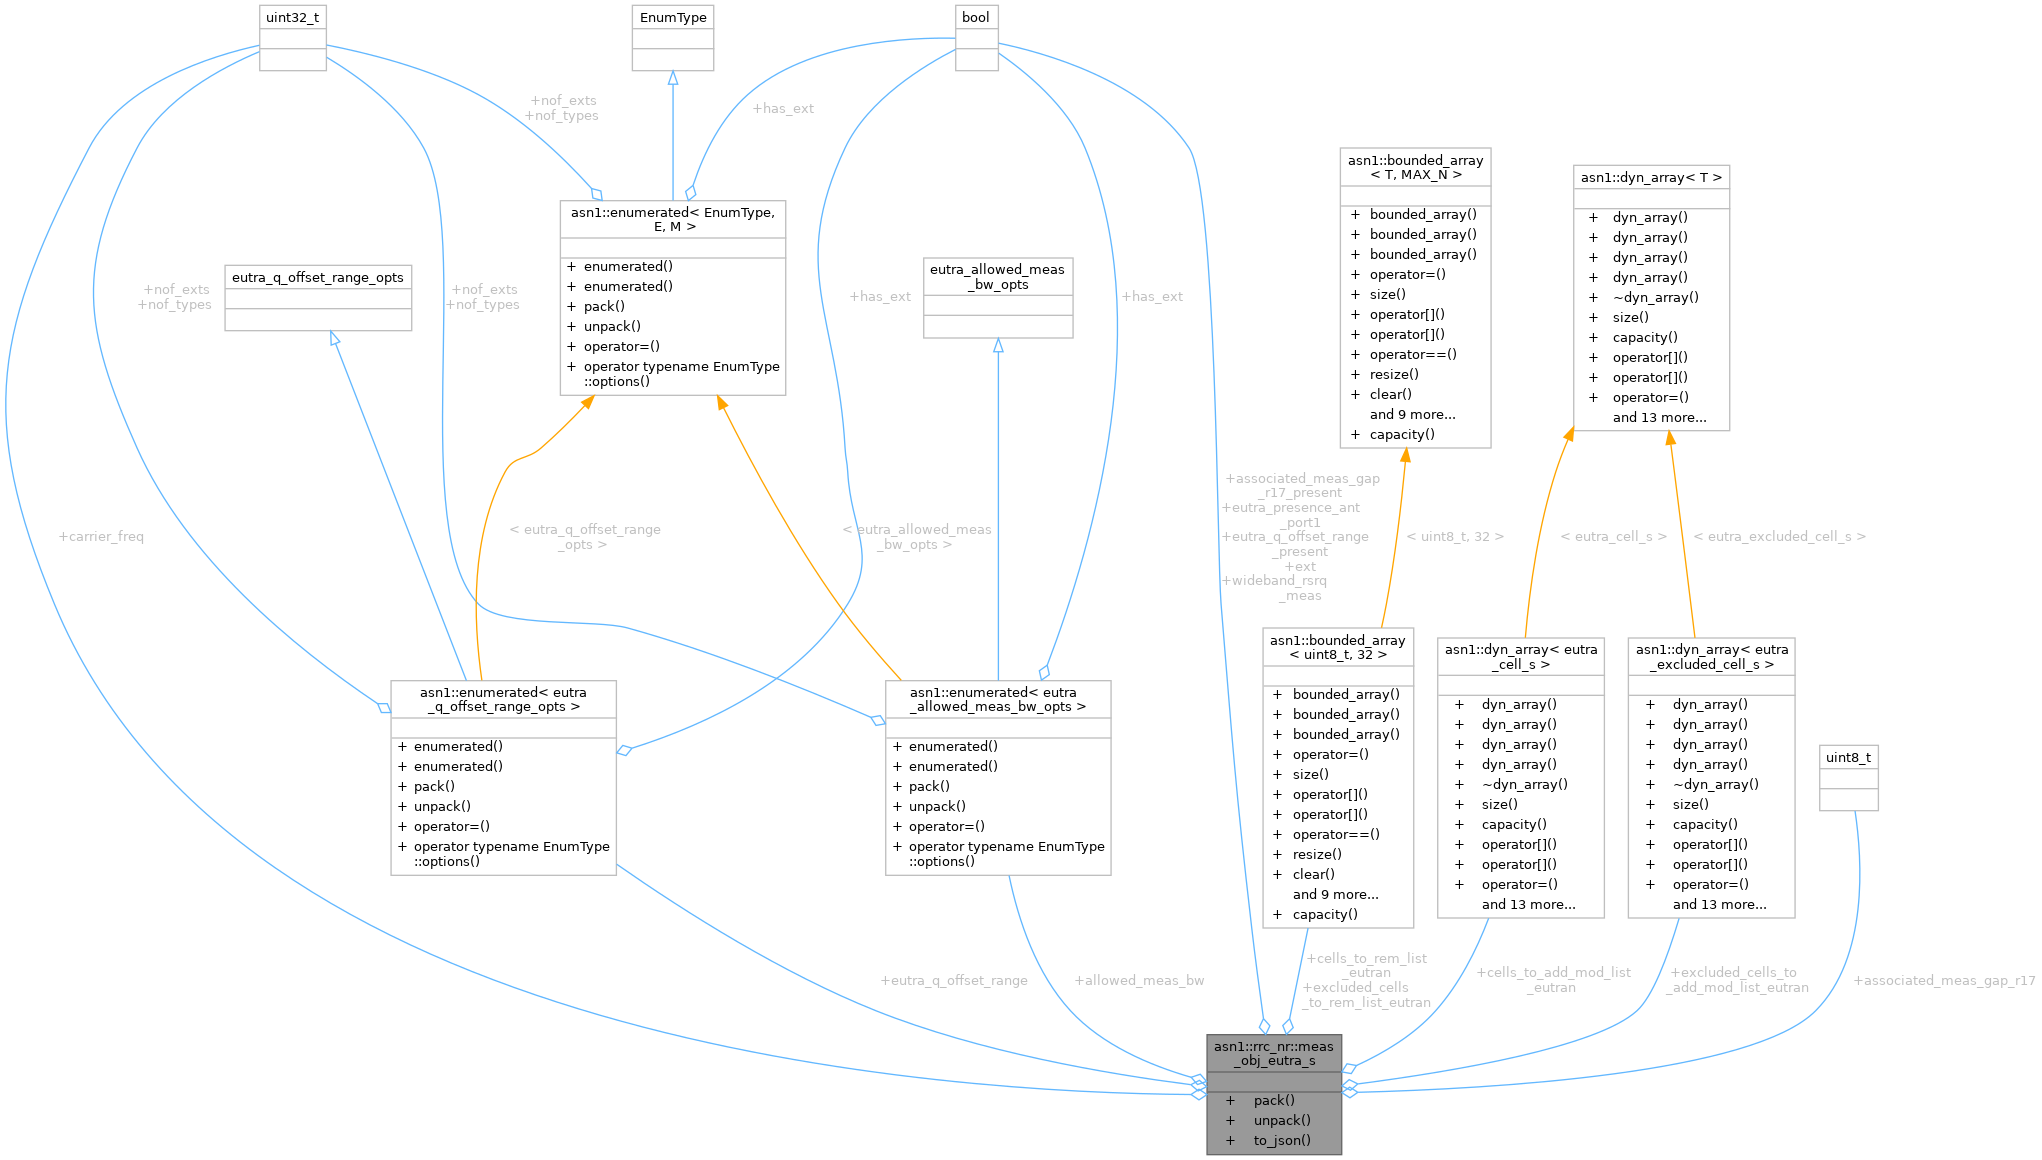 uint32_t
EnumType
bool
+nof_exts
+nof_types
+has_ext
asn1::bounded_array
< T, MAX_N >
+ bounded_array()
+ bounded_array()
+ bounded_array()
+ operator=()
+ size()
+ operator[]()
+ operator[]()
+ operator==()
+ resize()
+ clear()
and 9 more...
+ capacity()
asn1::dyn_array< T >
+ dyn_array()
+ dyn_array()
+ dyn_array()
+ dyn_array()
+ ~dyn_array()
+ size()
+ capacity()
+ operator[]()
+ operator[]()
+ operator=()
and 13 more...
asn1::enumerated< EnumType,
E, M >
+ enumerated()
+ enumerated()
+ pack()
+ unpack()
+ operator=()
+ operator typename EnumType
::options()
eutra_q_offset_range_opts
eutra_allowed_meas
_bw_opts
+nof_exts
+nof_types
+nof_exts
+nof_types
+has_ext
+has_ext
+carrier_freq
< eutra_q_offset_range
_opts >
< eutra_allowed_meas
_bw_opts >
+associated_meas_gap
_r17_present
+eutra_presence_ant
_port1
+eutra_q_offset_range
_present
+ext
+wideband_rsrq
_meas
< uint8_t, 32 >
< eutra_cell_s >
< eutra_excluded_cell_s >
asn1::enumerated< eutra
_q_offset_range_opts >
+ enumerated()
+ enumerated()
+ pack()
+ unpack()
+ operator=()
+ operator typename EnumType
::options()
asn1::enumerated< eutra
_allowed_meas_bw_opts >
+ enumerated()
+ enumerated()
+ pack()
+ unpack()
+ operator=()
+ operator typename EnumType
::options()
asn1::bounded_array
< uint8_t, 32 >
+ bounded_array()
+ bounded_array()
+ bounded_array()
+ operator=()
+ size()
+ operator[]()
+ operator[]()
+ operator==()
+ resize()
+ clear()
and 9 more...
+ capacity()
asn1::dyn_array< eutra
_cell_s >
+ dyn_array()
+ dyn_array()
+ dyn_array()
+ dyn_array()
+ ~dyn_array()
+ size()
+ capacity()
+ operator[]()
+ operator[]()
+ operator=()
and 13 more...
asn1::dyn_array< eutra
_excluded_cell_s >
+ dyn_array()
+ dyn_array()
+ dyn_array()
+ dyn_array()
+ ~dyn_array()
+ size()
+ capacity()
+ operator[]()
+ operator[]()
+ operator=()
and 13 more...
uint8_t
+eutra_q_offset_range
+allowed_meas_bw
+cells_to_rem_list
_eutran
+excluded_cells
_to_rem_list_eutran
+cells_to_add_mod_list
_eutran
+excluded_cells_to
_add_mod_list_eutran
+associated_meas_gap_r17
asn1::rrc_nr::meas
_obj_eutra_s
+ pack()
+ unpack()
+ to_json()